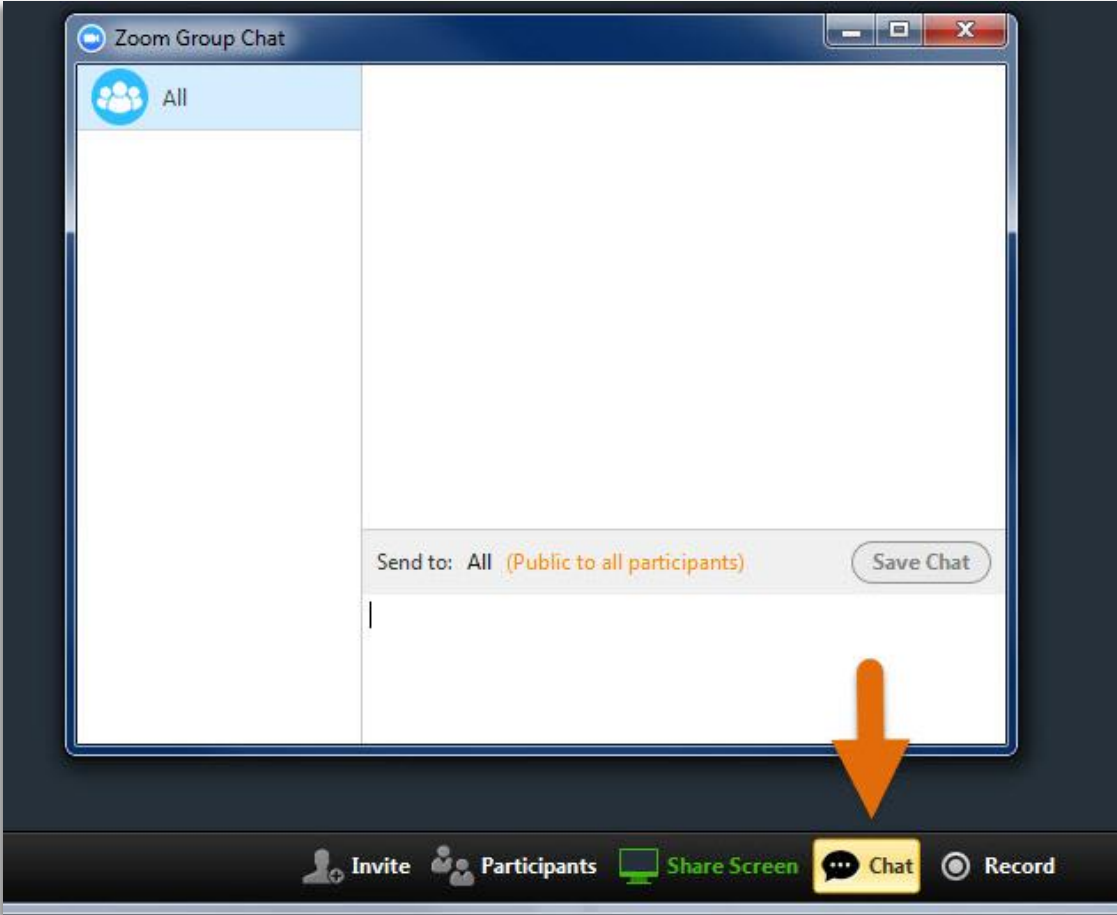 Zoom Group Chat
All
Send to: All (Public to all participants) Save Chat
Invite Participants Share Screen Chat Record